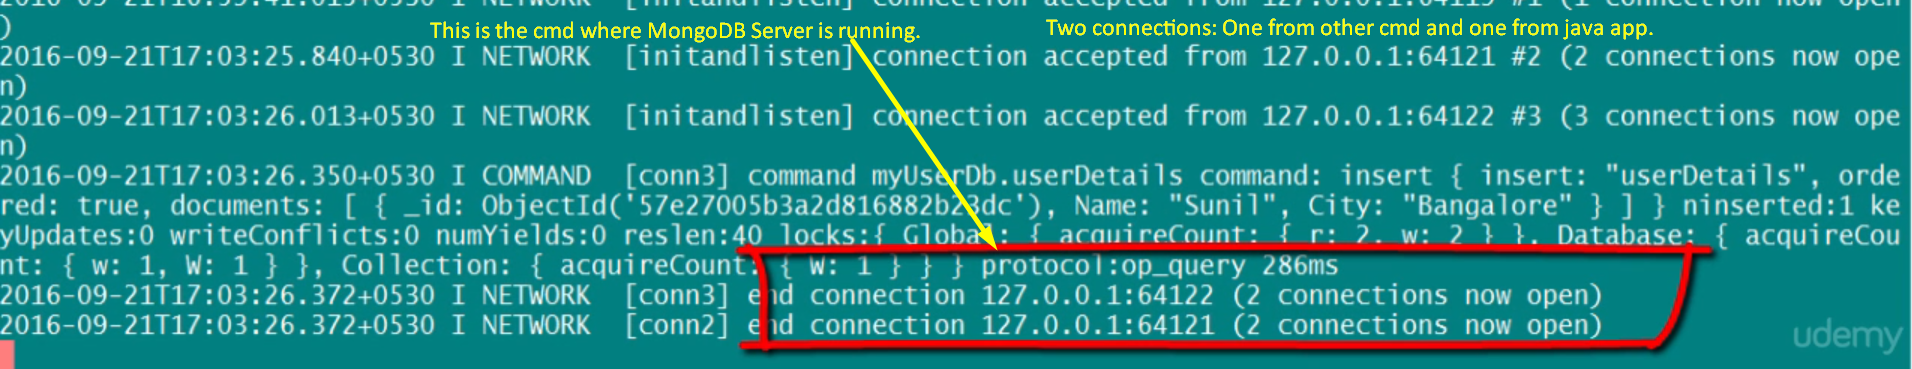 2016-09-21T17:03:25.840+0530 I NETWORK  [initandlisten] connection accepted from 127.0.0.1:64121 #2 (2 connections now ope
This is the cmd where MongoDB Server is running.
Two connections: One from other cmd and one from java app.
)
n)
2016-09-21T17:03:26.013+0530 I NETWORK  [initandlisten] connection accepted from 127.0.0.1:64122 #3 (3 connections now ope
n)
2016-09-21T17:03:26.350+0530 I COMMAND  [conn3] command myUserDb.userDetails command: insert { insert: "userDetails", orde
red: true, documents: [ { _id: ObjectId('57e27005b3a2d816882b23dc'), Name: "Sunil", City: "Bangalore" } ] } ninserted:1 ke
yUpdates:0 writeConflicts:0 numYields:0 reslen:40 locks:{ Global: { acquireCount: { r: 2, w: 2 } }, Database: { acquireCou
nt: { w: 1, W: 1 } }, Collection: { acquireCount: { W: 1 } } } protocol:op_query 286ms
2016-09-21T17:03:26.372+0530 I NETWORK  [conn3] end connection 127.0.0.1:64122 (2 connections now open)
2016-09-21T17:03:26.372+0530 I NETWORK  [conn2] end connection 127.0.0.1:64121 (2 connections now open)
udemy